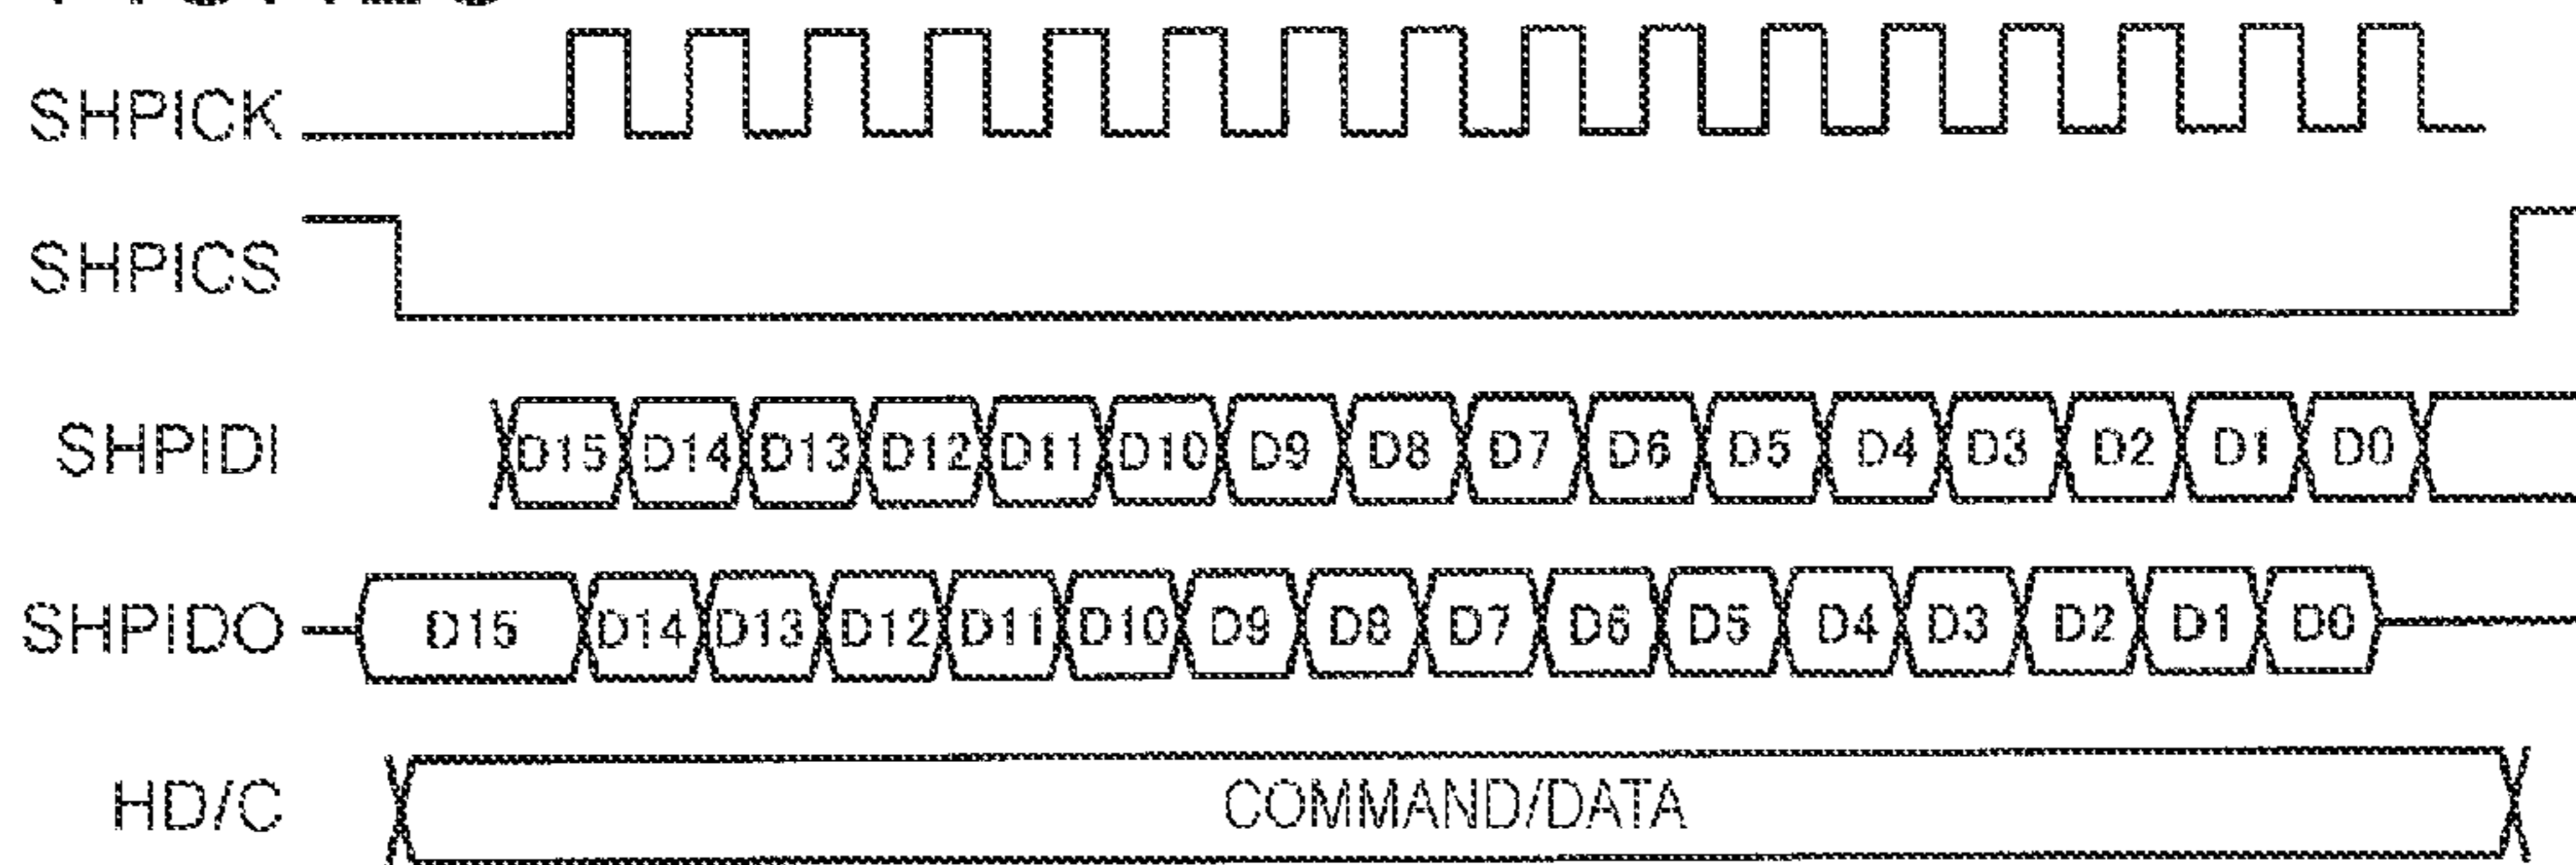 SHPICK
SHPICS
SHPIDI D15 D14 D13 D12 D11 D10 D9 D8 D7 D6 D5 D4 D3 D2 D1 D0
SHPIDO D15 D14 D13 D12 D11 D10 D9 D8 D7 D6 D5 D4 D3 D2 D1 D0
HD/C COMMAND/DATA